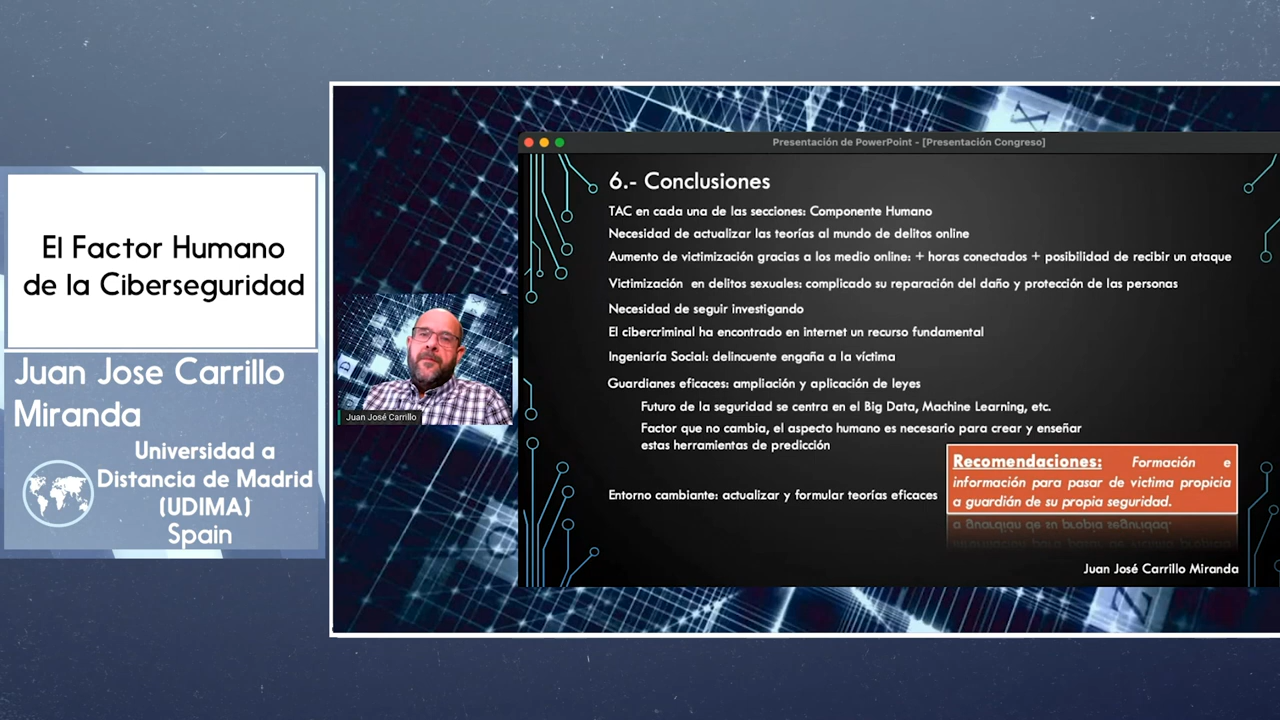 El Factor Humano
de la Ciberseguridad
Juan Jose Carrillo
Miranda
Universidad a
Distancia de Madrid
(UDIMA)
Spain
Juan José Carrillo
Presentación de PowerPoint - [Presentación Congreso]
6.- Conclusiones
TAC en cada una de las secciones: Componente Humano
Necesidad de actualizar las teorías al mundo de delitos online
Aumento de victimización gracias a los medio online: + horas conectados + posibilidad de recibir un ataque
Victimización en delitos sexuales: complicado su reparación del daño y protección de las personas
Necesidad de seguir investigando
El cibercriminal ha encontrado en internet un recurso fundamental
Ingeniaría Social: delincuente engaña a la víctima
Guardianes eficaces: ampliación y aplicación de leyes
Futuro de la seguridad se centra en el Big Data, Machine Learning, etc.
Factor que no cambia, el aspecto humano es necesario para crear y enseñar
estas herramientas de predicción
Entorno cambiante: actualizar y formular teorías eficaces
Recomendaciones: Formación e
información para pasar de victima propicia
a guardián de su propia seguridad.
Juan José Carrillo Miranda